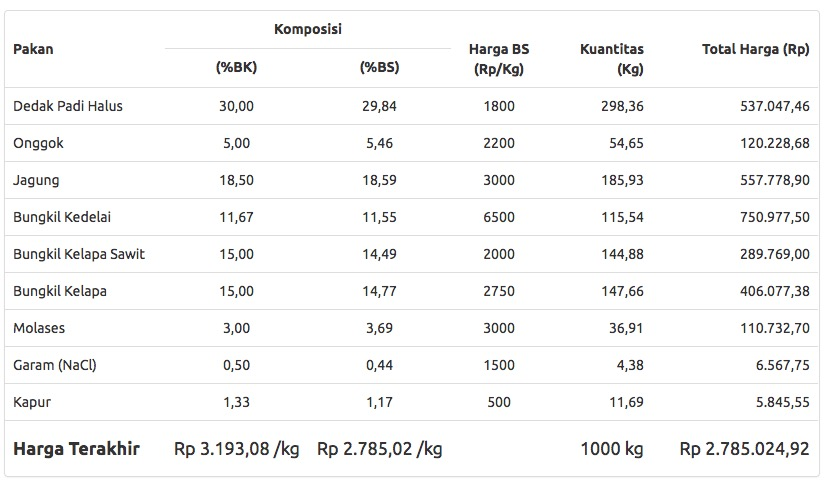 Pakan Komposisi Harga BS (Rp/Kg) Kuantitas (Kg) Total Harga (Rp)
(%BK) (%BS)
Dedak Padi Halus 30,00 29,84 1800 298,36 537.047,46
Onggok 5,00 5,46 2200 54,65 120.228,68
Jagung 18,50 18,59 3000 185,93 557.778,90
Bungkil Kedelai 11,67 11,55 6500 115,54 750.977,50
Bungkil Kelapa Sawit 15,00 14,49 2000 144,88 289.769,00
Bungkil Kelapa 15,00 14,77 2750 147,66 406.077,38
Molases 3,00 3,69 3000 36,91 110.732,70
Garam (NaCl) 0,50 0,44 1500 4,38 6.567,75
Kapur 1,33 1,17 500 11,69 5.845,55
Harga Terakhir Rp 3.193,08 /kg Rp 2.785,02 /kg 1000 kg Rp 2.785.024,92